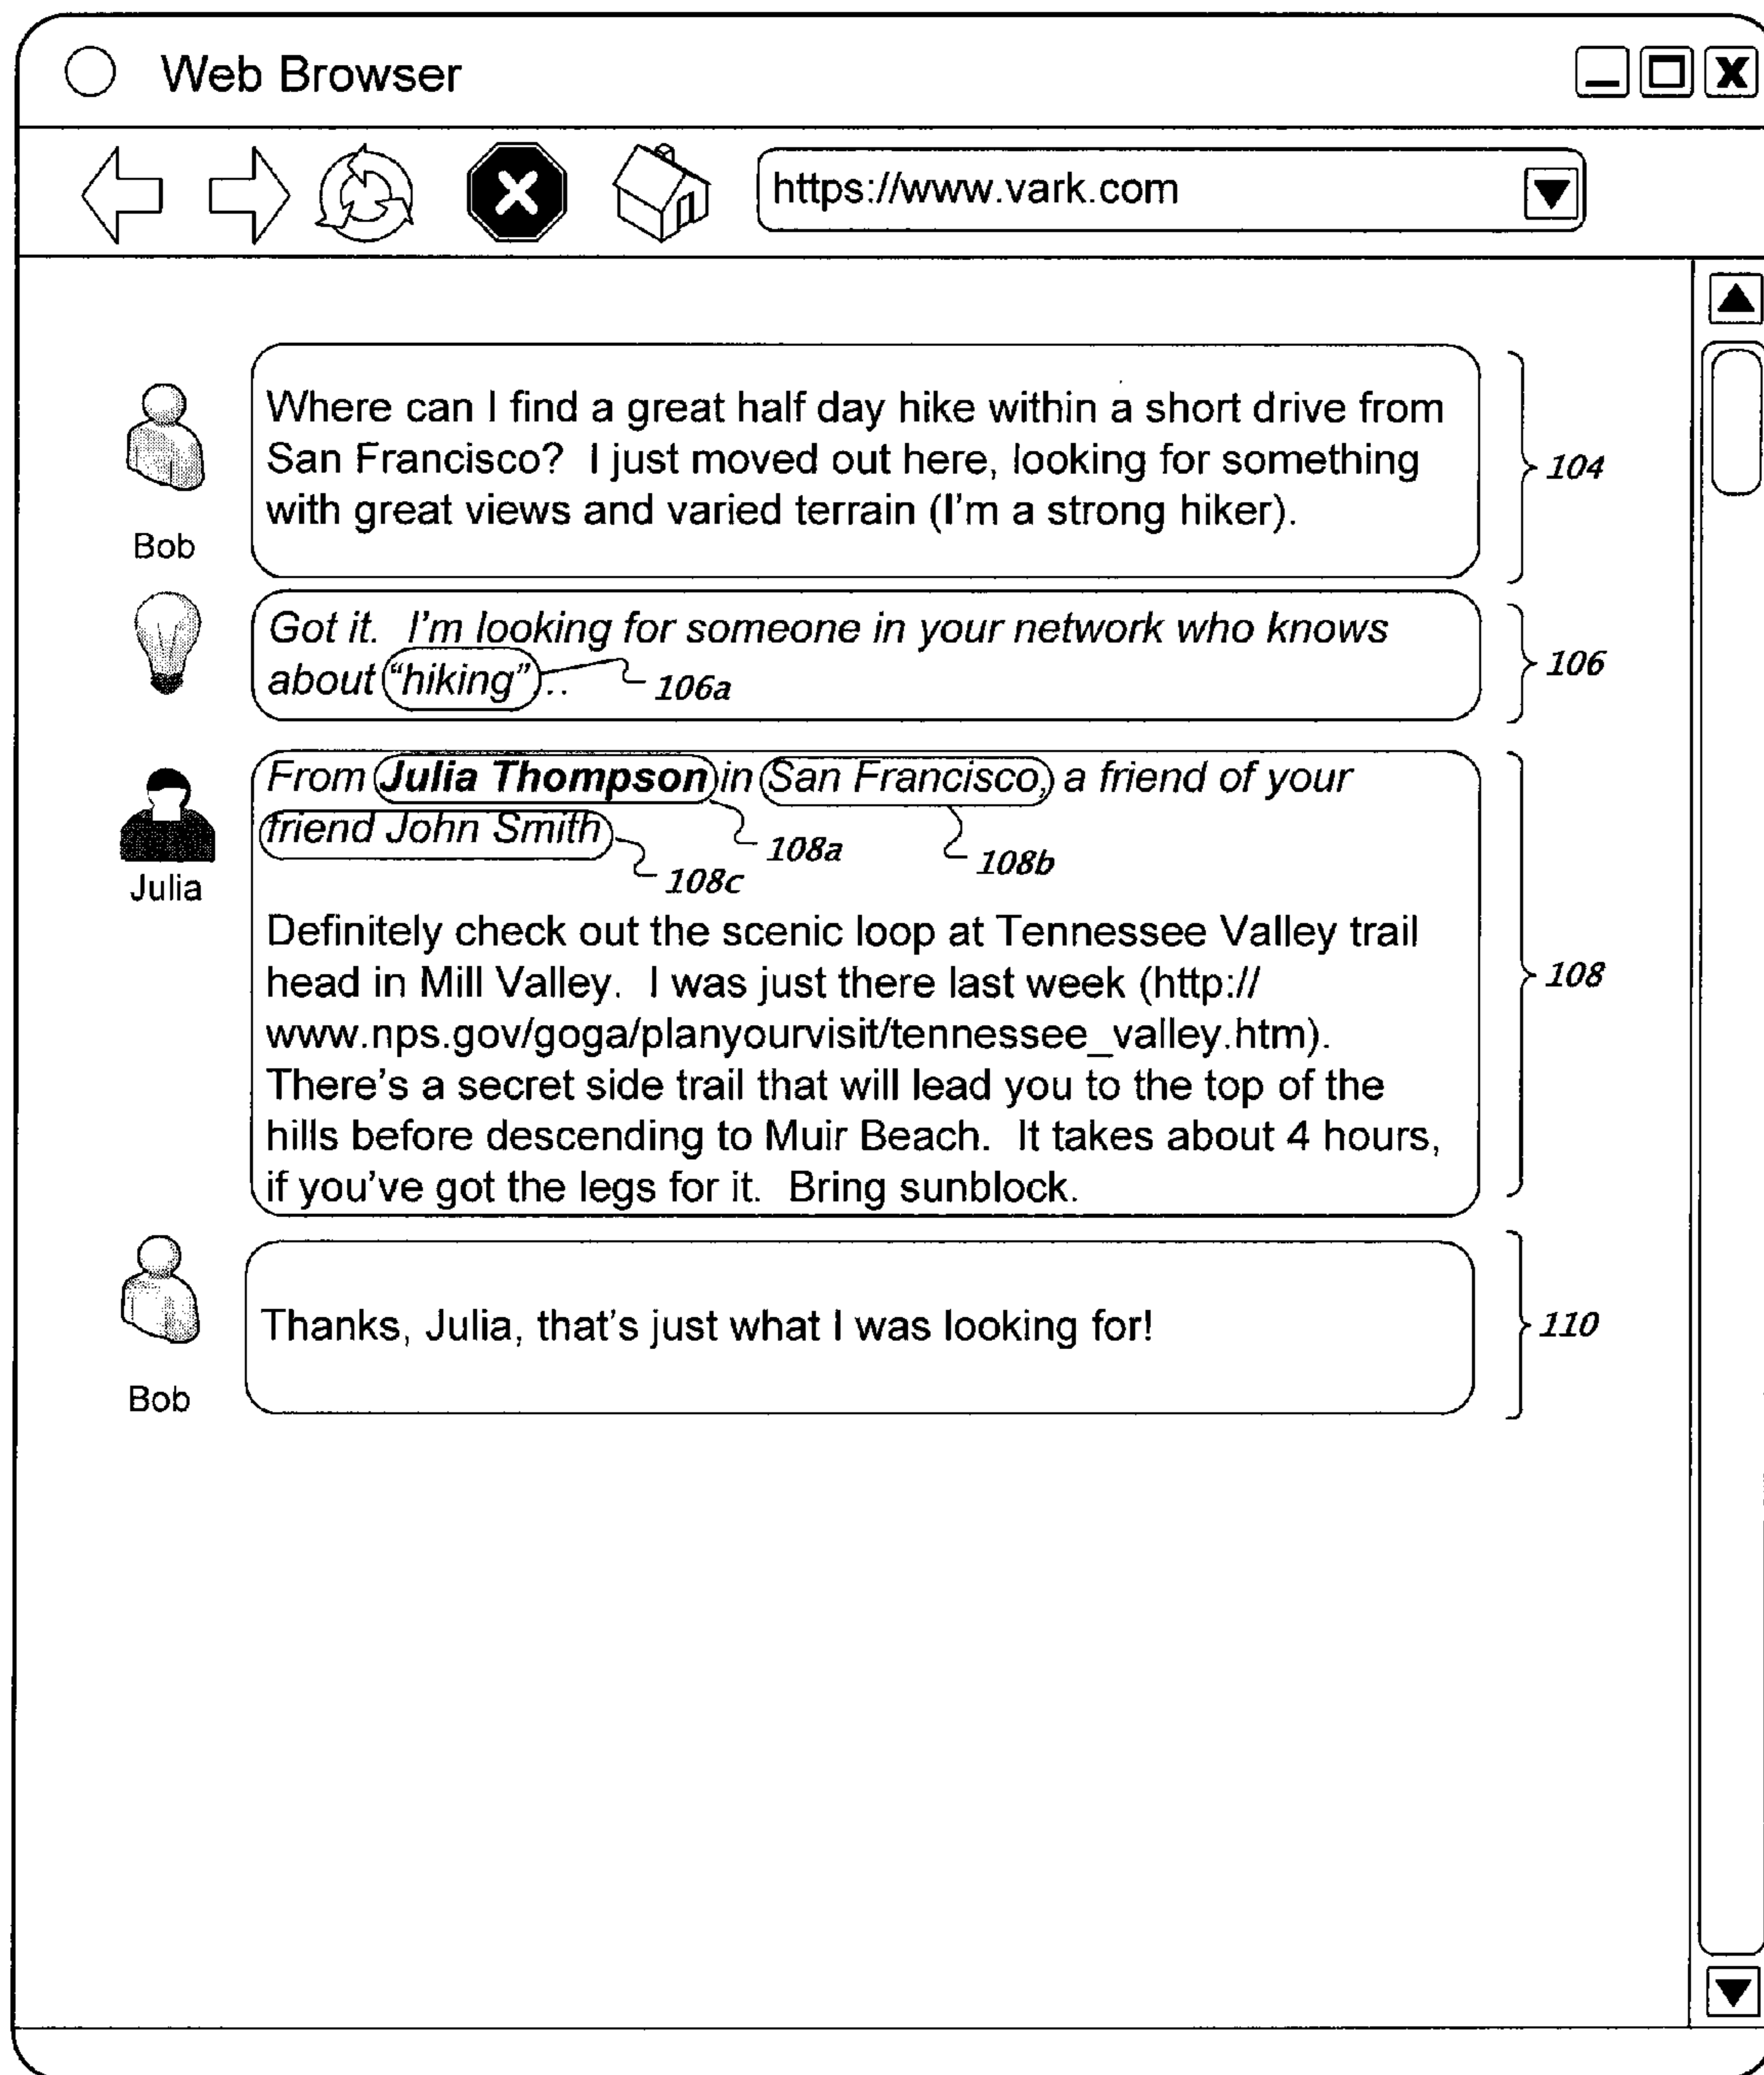 Web Browser
https://www.vark.com
Where can I find a great half day hike within a short drive from
San Francisco?  I just moved out here, looking for something
with great views and varied terrain (I'm a strong hiker).
104
Bob
Got it.  I'm looking for someone in your network who knows
about “hiking”...
106a
106
From Julia Thompson in San Francisco, a friend of your
friend John Smith
108a
108b
108c
Julia
Definitely check out the scenic loop at Tennessee Valley trail
head in Mill Valley.  I was just there last week (http://
www.nps.gov/goga/planyourvisit/tennessee_valley.htm).
There's a secret side trail that will lead you to the top of the
hills before descending to Muir Beach.  It takes about 4 hours,
if you've got the legs for it.  Bring sunblock.
108
Thanks, Julia, that's just what I was looking for!
110
Bob